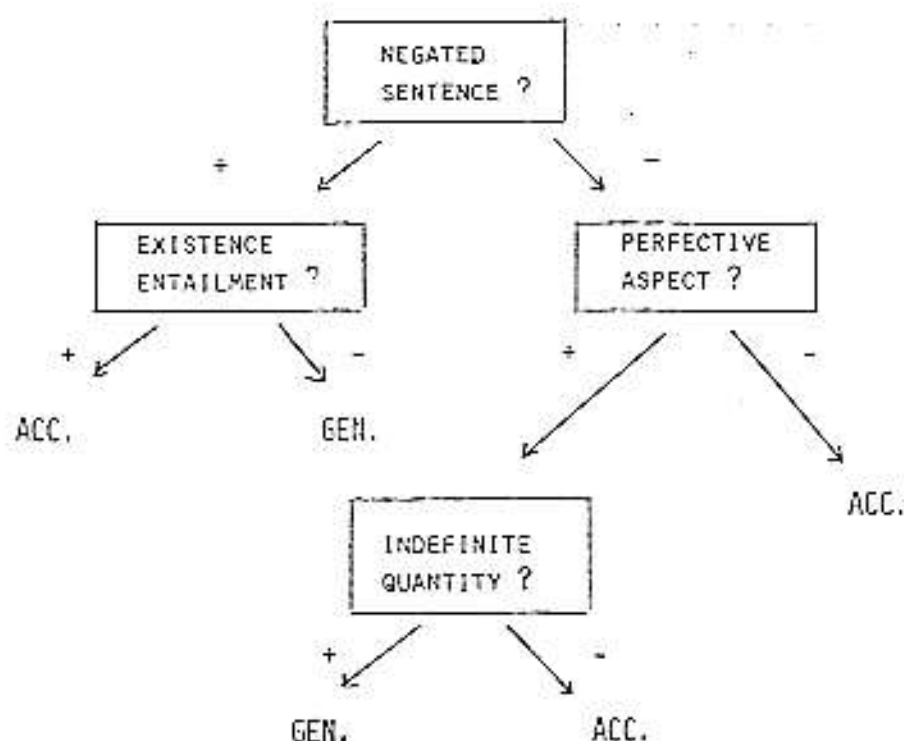 NEGATED
SENTENCE ?
+ -
EXISTENCE
ENTAILMENT ?
PERFECTIVE
ASPECT ?
+ - + -
ACC. GEN.
ACC.
INDEFINITE
QUANTITY ?
+ -
GEN. ACC.